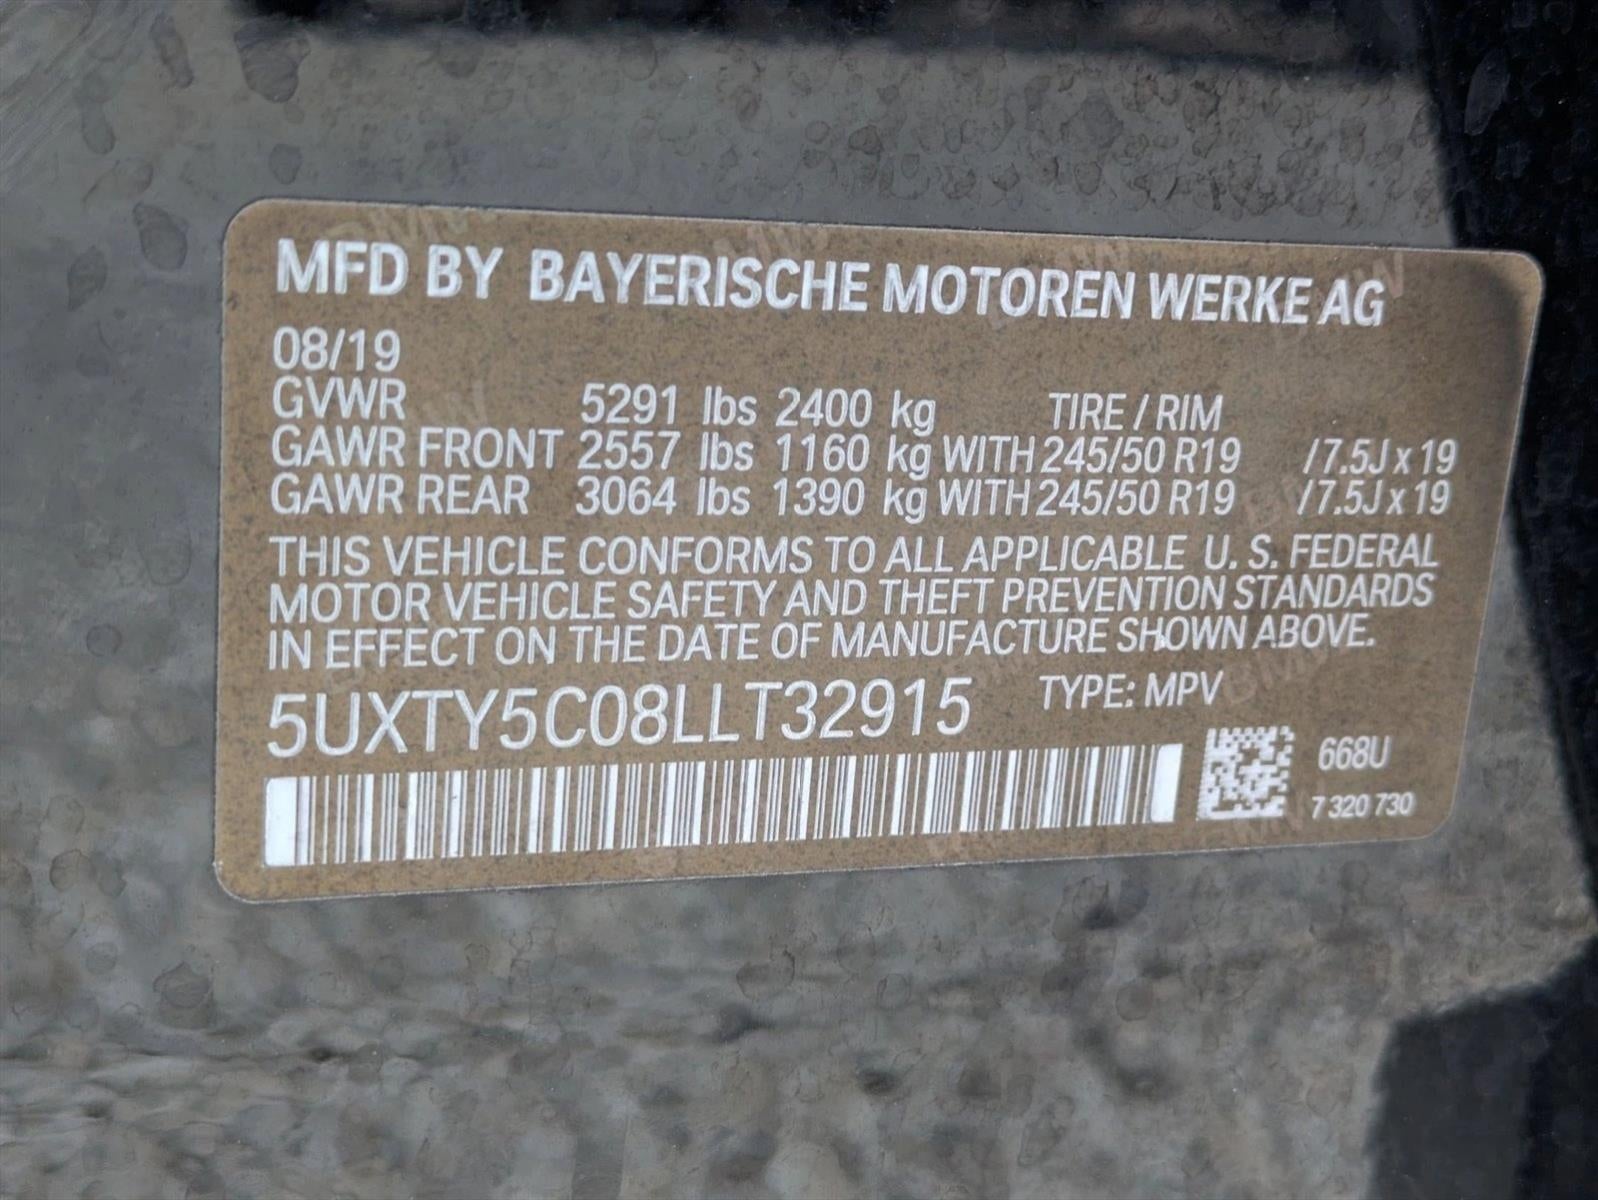 MFD BY BAYERISCHE MOTOREN WERKE AG
08/19
GVWR 5291 lbs 2400 kg TIRE / RIM
GAWR FRONT 2557 lbs 1160 kg WITH 245/50 R19 /7.5J x 19
GAWR REAR 3064 lbs 1390 kg WITH 245/50 R19 /7.5J x 19
THIS VEHICLE CONFORMS TO ALL APPLICABLE U. S. FEDERAL
MOTOR VEHICLE SAFETY AND THEFT PREVENTION STANDARDS
IN EFFECT ON THE DATE OF MANUFACTURE SHOWN ABOVE.
5UXTY5C08LLT32915 TYPE: MPV
668U
7 320 730